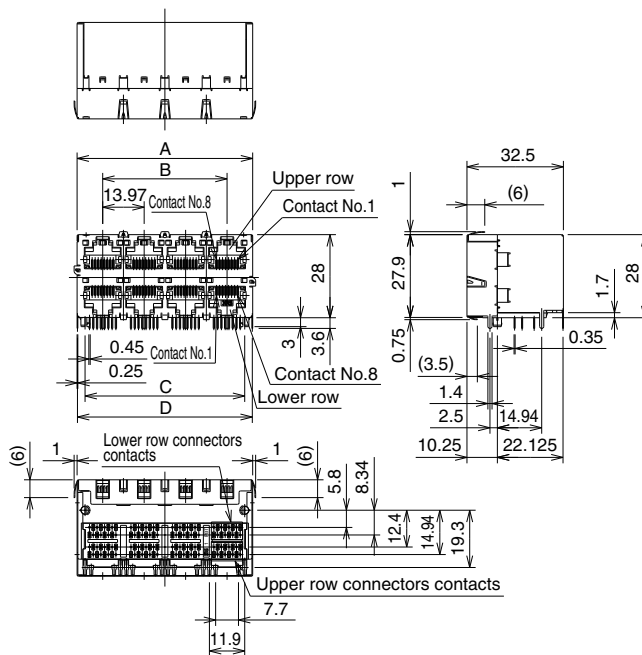 A
B
13.97
Contact No.8
Upper row
Contact No.1
28
3
3.6
0.45
0.25
Contact No.1
Contact No.8
C
Lower row
D
32.5
1
(6)
27.9
28
1.7
0.75
0.35
(3.5)
1.4
2.5
14.94
10.25
22.125
(6)
1
Lower row connectors
contacts
1
(6)
5.8
8.34
12.4
14.94
19.3
Upper row connectors contacts
7.7
11.9